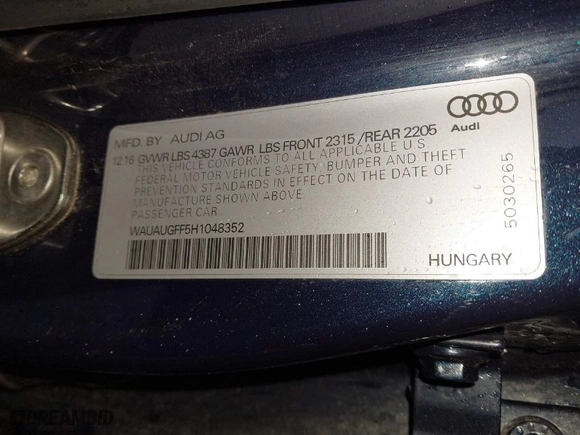 MFD. BY AUDI AG
12 16 GVWR LBS 4387 GAWR LBS FRONT 2315 /REAR 2205
THIS VEHICLE CONFORMS TO ALL APPLICABLE U.S
FEDERAL MOTOR VEHICLE SAFETY, BUMPER AND THEFT
PREVENTION STANDARDS IN EFFECT ON THE DATE OF
MANUFACTURE SHOWN ABOVE
PASSENGER CAR
WAUAUGFF5H1048352
HUNGARY
Audi
5030265
DREAMBID